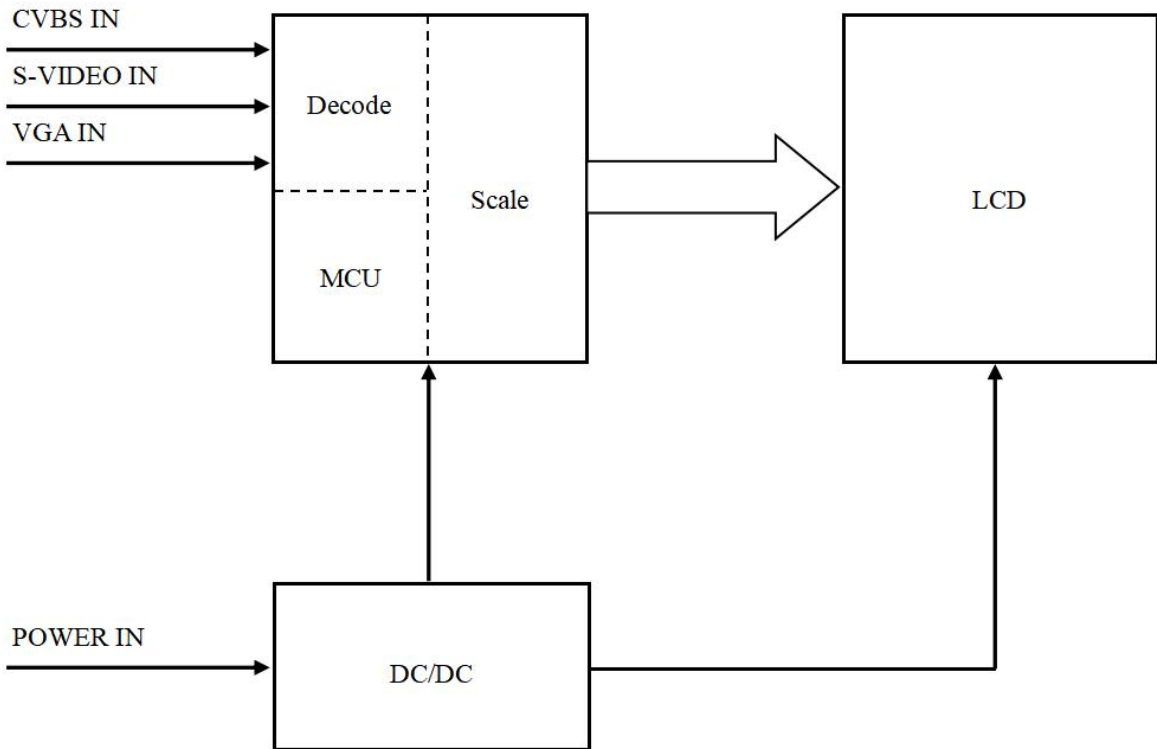 CVBS IN
S-VIDEO IN
VGA IN
Decode
MCU
Scale
LCD
POWER IN
DC/DC